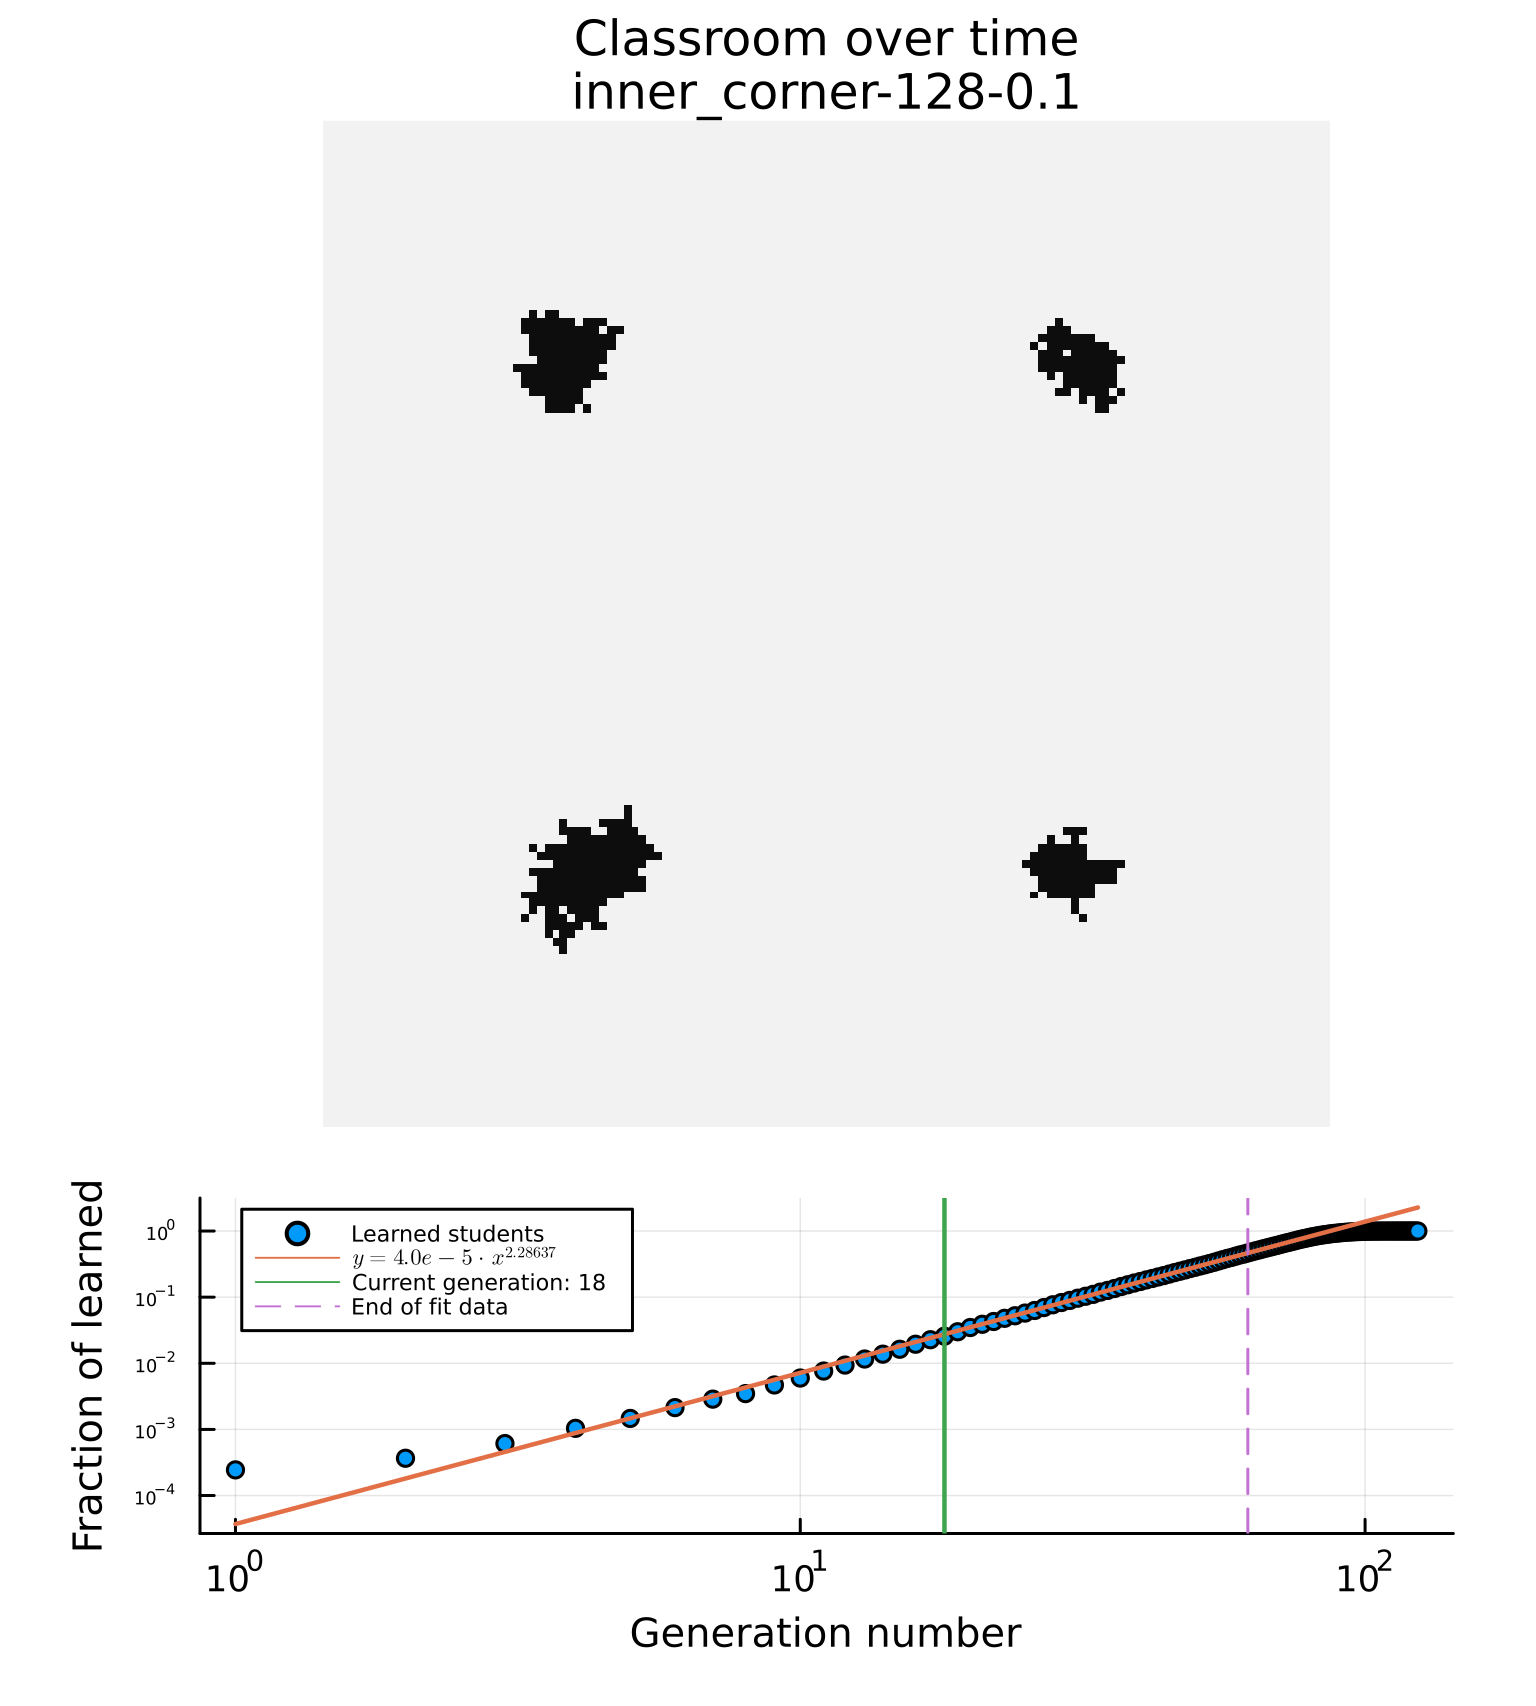 Classroom over time
inner_corner-128-0.1
Fraction of learned
10^0
10^-1
10^-2
10^-3
10^-4
Learned students
y = 4.0e − 5 · x^2.28637
Current generation: 18
End of fit data
10^0 10^1 10^2
Generation number